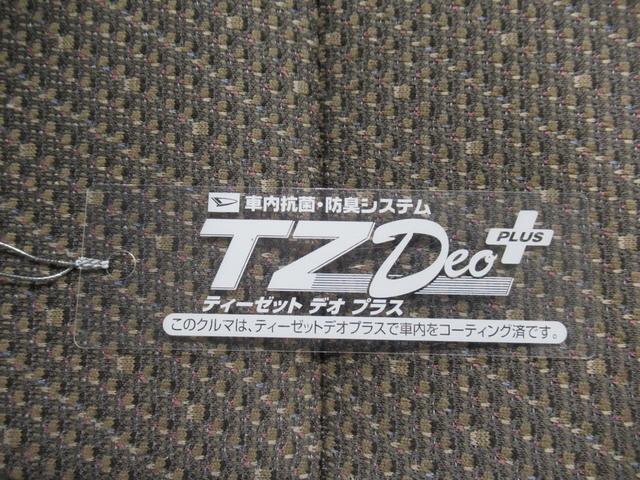 車内抗菌・防臭システム
TZDeo PLUS
ティーゼット デオ プラス
このクルマは、ティーゼットデオプラスで車内をコーティング済です。